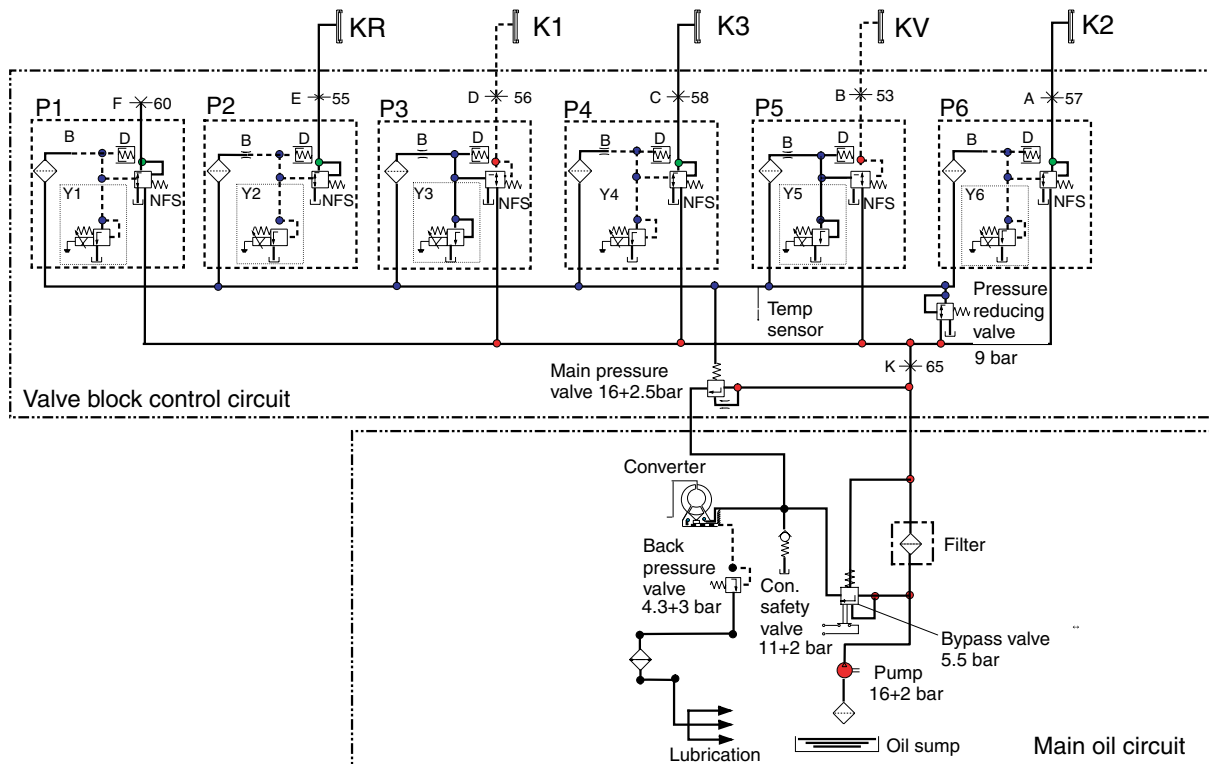 KR
K1
K3
KV
K2
F 60
E 55
D 56
C 58
B 53
A 57
P1
P2
P3
P4
P5
P6
B D
B D
B D
B D
B D
B D
Y1
Y2
Y3
Y4
Y5
Y6
NFS
NFS
NFS
NFS
NFS
NFS
Temp
sensor
Pressure
reducing
valve
9 bar
K 65
Main pressure
valve 16+2.5bar
Valve block control circuit
Converter
Filter
Back
pressure
valve
4.3+3 bar
Con.
safety
valve
11+2 bar
Bypass valve
5.5 bar
Pump
16+2 bar
Lubrication
Oil sump
Main oil circuit